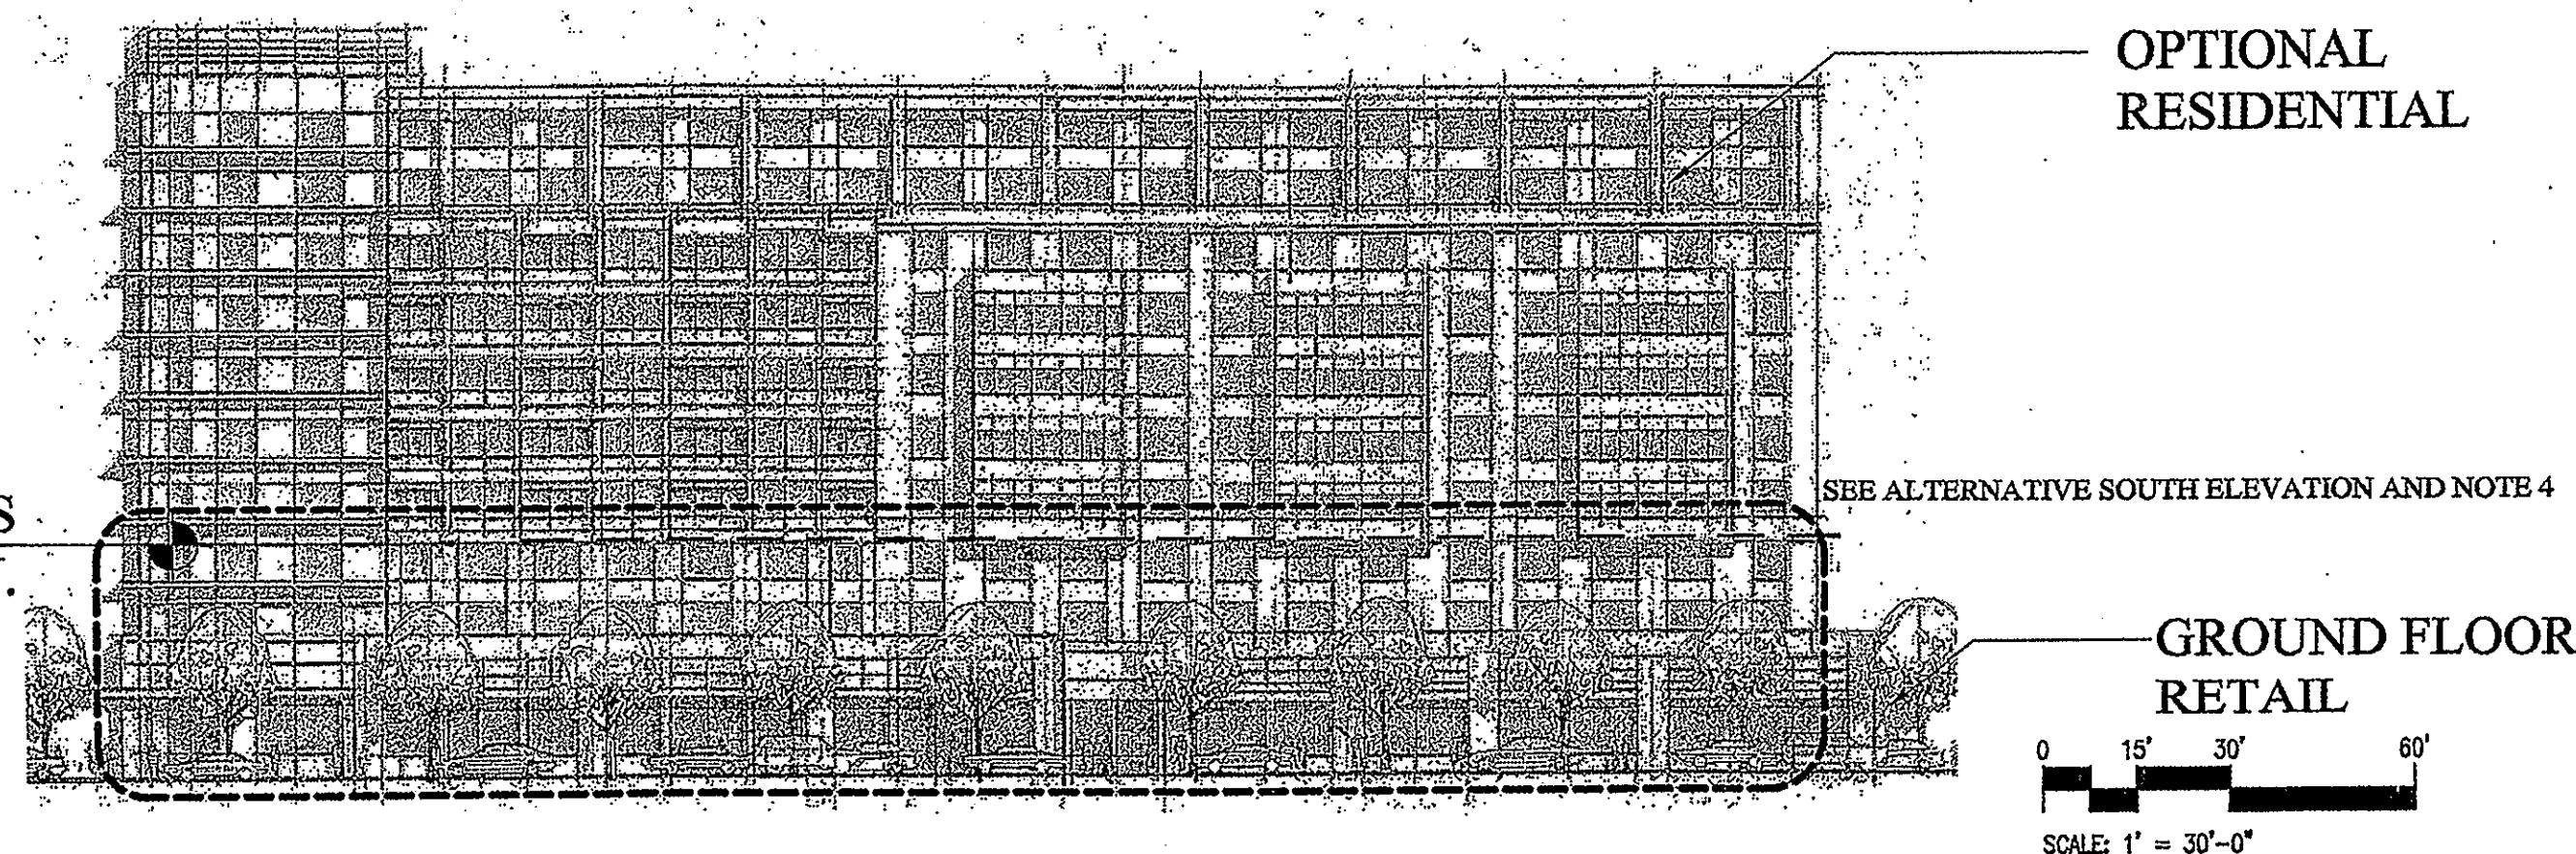 OPTIONAL
RESIDENTIAL
S
SEE ALTERNATIVE SOUTH ELEVATION AND NOTE 4
GROUND FLOOR
RETAIL
0 15' 30' 60'
SCALE: 1' = 30'-0"